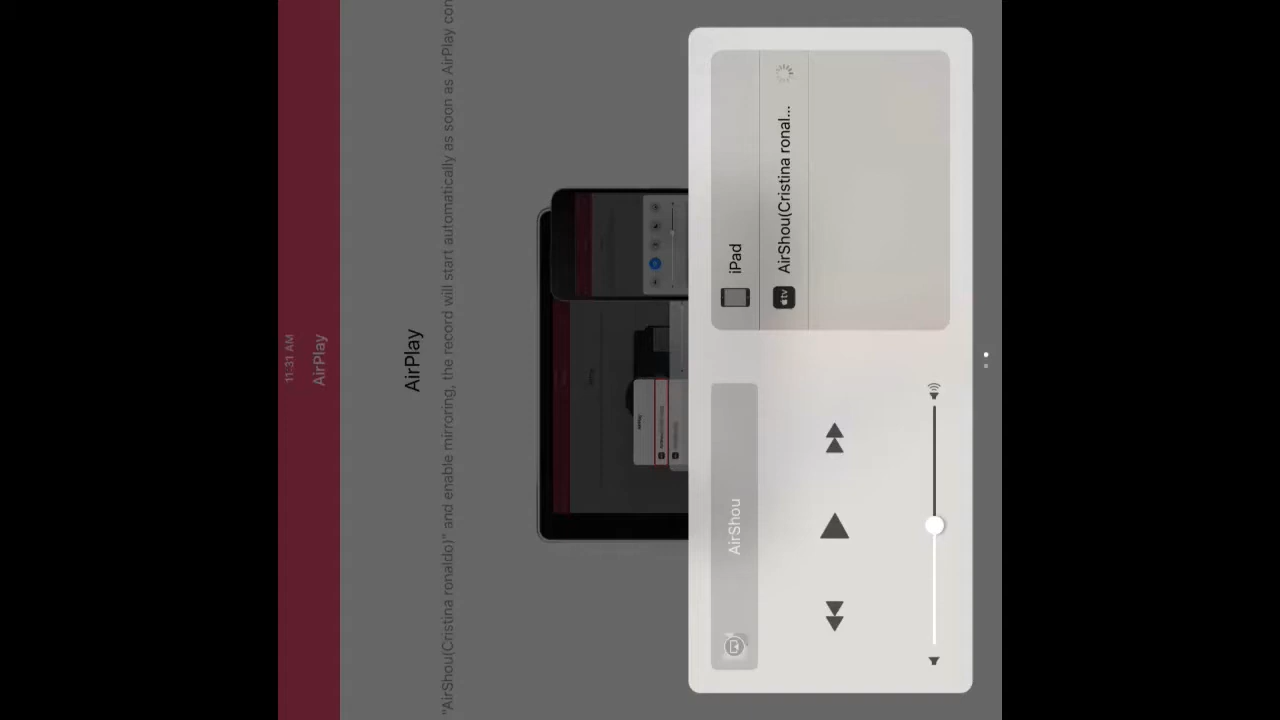 11:31 AM
AirPlay
AirPlay
"AirShou(Cristina ronaldo)" and enable mirroring, the record will start automatically as soon as AirPlay con
iPad
tv
AirShou(Cristina ronal...
AirShou